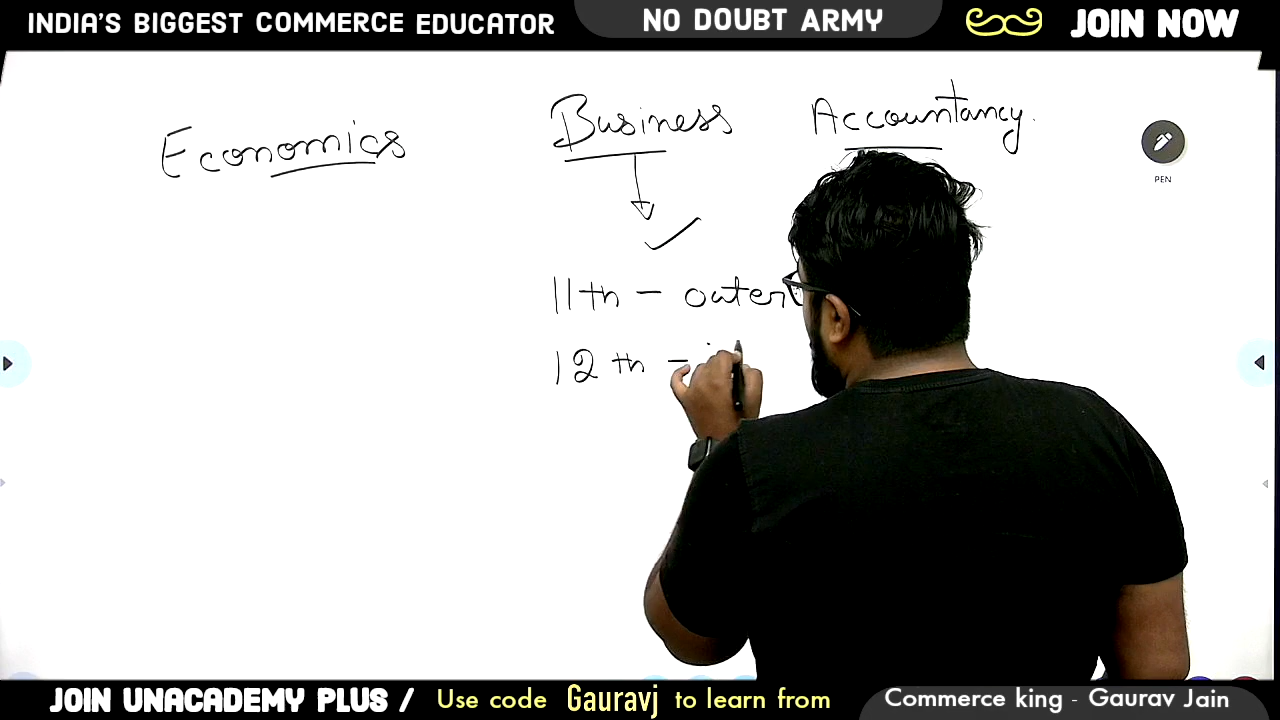 INDIA'S BIGGEST COMMERCE EDUCATOR
NO DOUBT ARMY
JOIN NOW
Economics
Business
Accountancy.
PEN
11th - outer
12th -
JOIN UNACADEMY PLUS / Use code Gauravj to learn from
Commerce king - Gaurav Jain